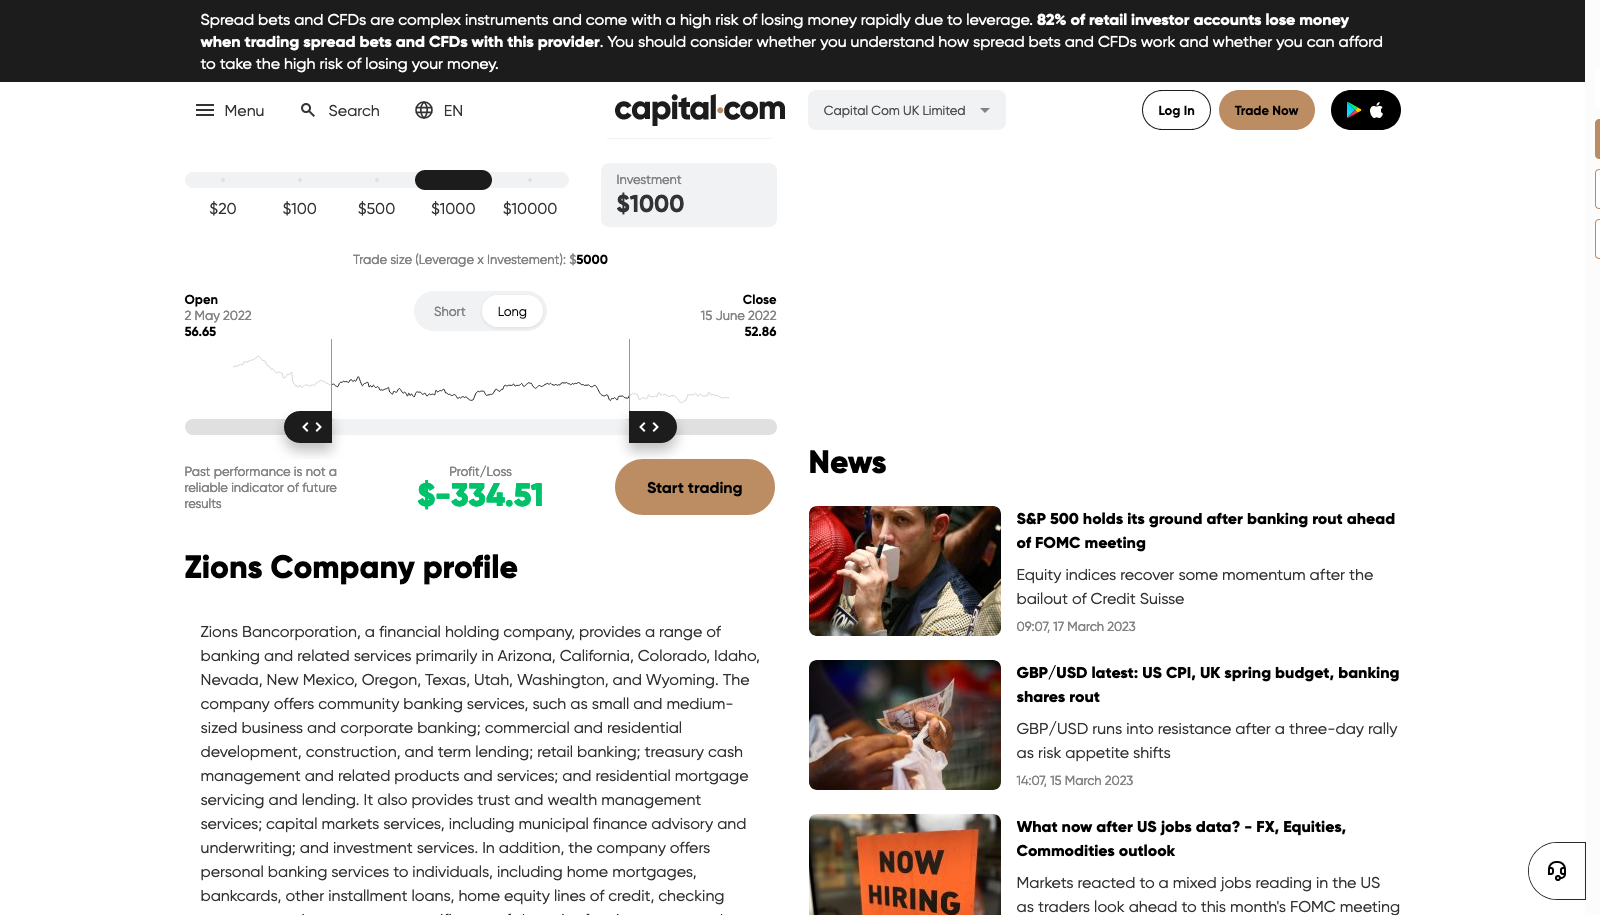 Spread bets and CFDs are complex instruments and come with a high risk of losing money rapidly due to leverage. 82% of retail investor accounts lose money
when trading spread bets and CFDs with this provider. You should consider whether you understand how spread bets and CFDs work and whether you can afford
to take the high risk of losing your money.
Menu
Search
EN
capital.com
Capital Com UK Limited
Log In
Trade Now
$20
$100
$500
$1000
$10000
Investment
$1000
Trade size (Leverage x Investement): $5000
Open
2 May 2022
56.65
Short
Long
Close
15 June 2022
52.86
Past performance is not a
reliable indicator of future
results
Profit/Loss
$-334.51
Start trading
Zions Company profile
Zions Bancorporation, a financial holding company, provides a range of
banking and related services primarily in Arizona, California, Colorado, Idaho,
Nevada, New Mexico, Oregon, Texas, Utah, Washington, and Wyoming. The
company offers community banking services, such as small and medium-
sized business and corporate banking; commercial and residential
development, construction, and term lending; retail banking; treasury cash
management and related products and services; and residential mortgage
servicing and lending. It also provides trust and wealth management
services; capital markets services, including municipal finance advisory and
underwriting; and investment services. In addition, the company offers
personal banking services to individuals, including home mortgages,
bankcards, other installment loans, home equity lines of credit, checking
News
S&P 500 holds its ground after banking rout ahead
of FOMC meeting
Equity indices recover some momentum after the
bailout of Credit Suisse
09:07, 17 March 2023
GBP/USD latest: US CPI, UK spring budget, banking
shares rout
GBP/USD runs into resistance after a three-day rally
as risk appetite shifts
14:07, 15 March 2023
NOW
HIRING
What now after US jobs data? - FX, Equities,
Commodities outlook
Markets reacted to a mixed jobs reading in the US
as traders look ahead to this month's FOMC meeting